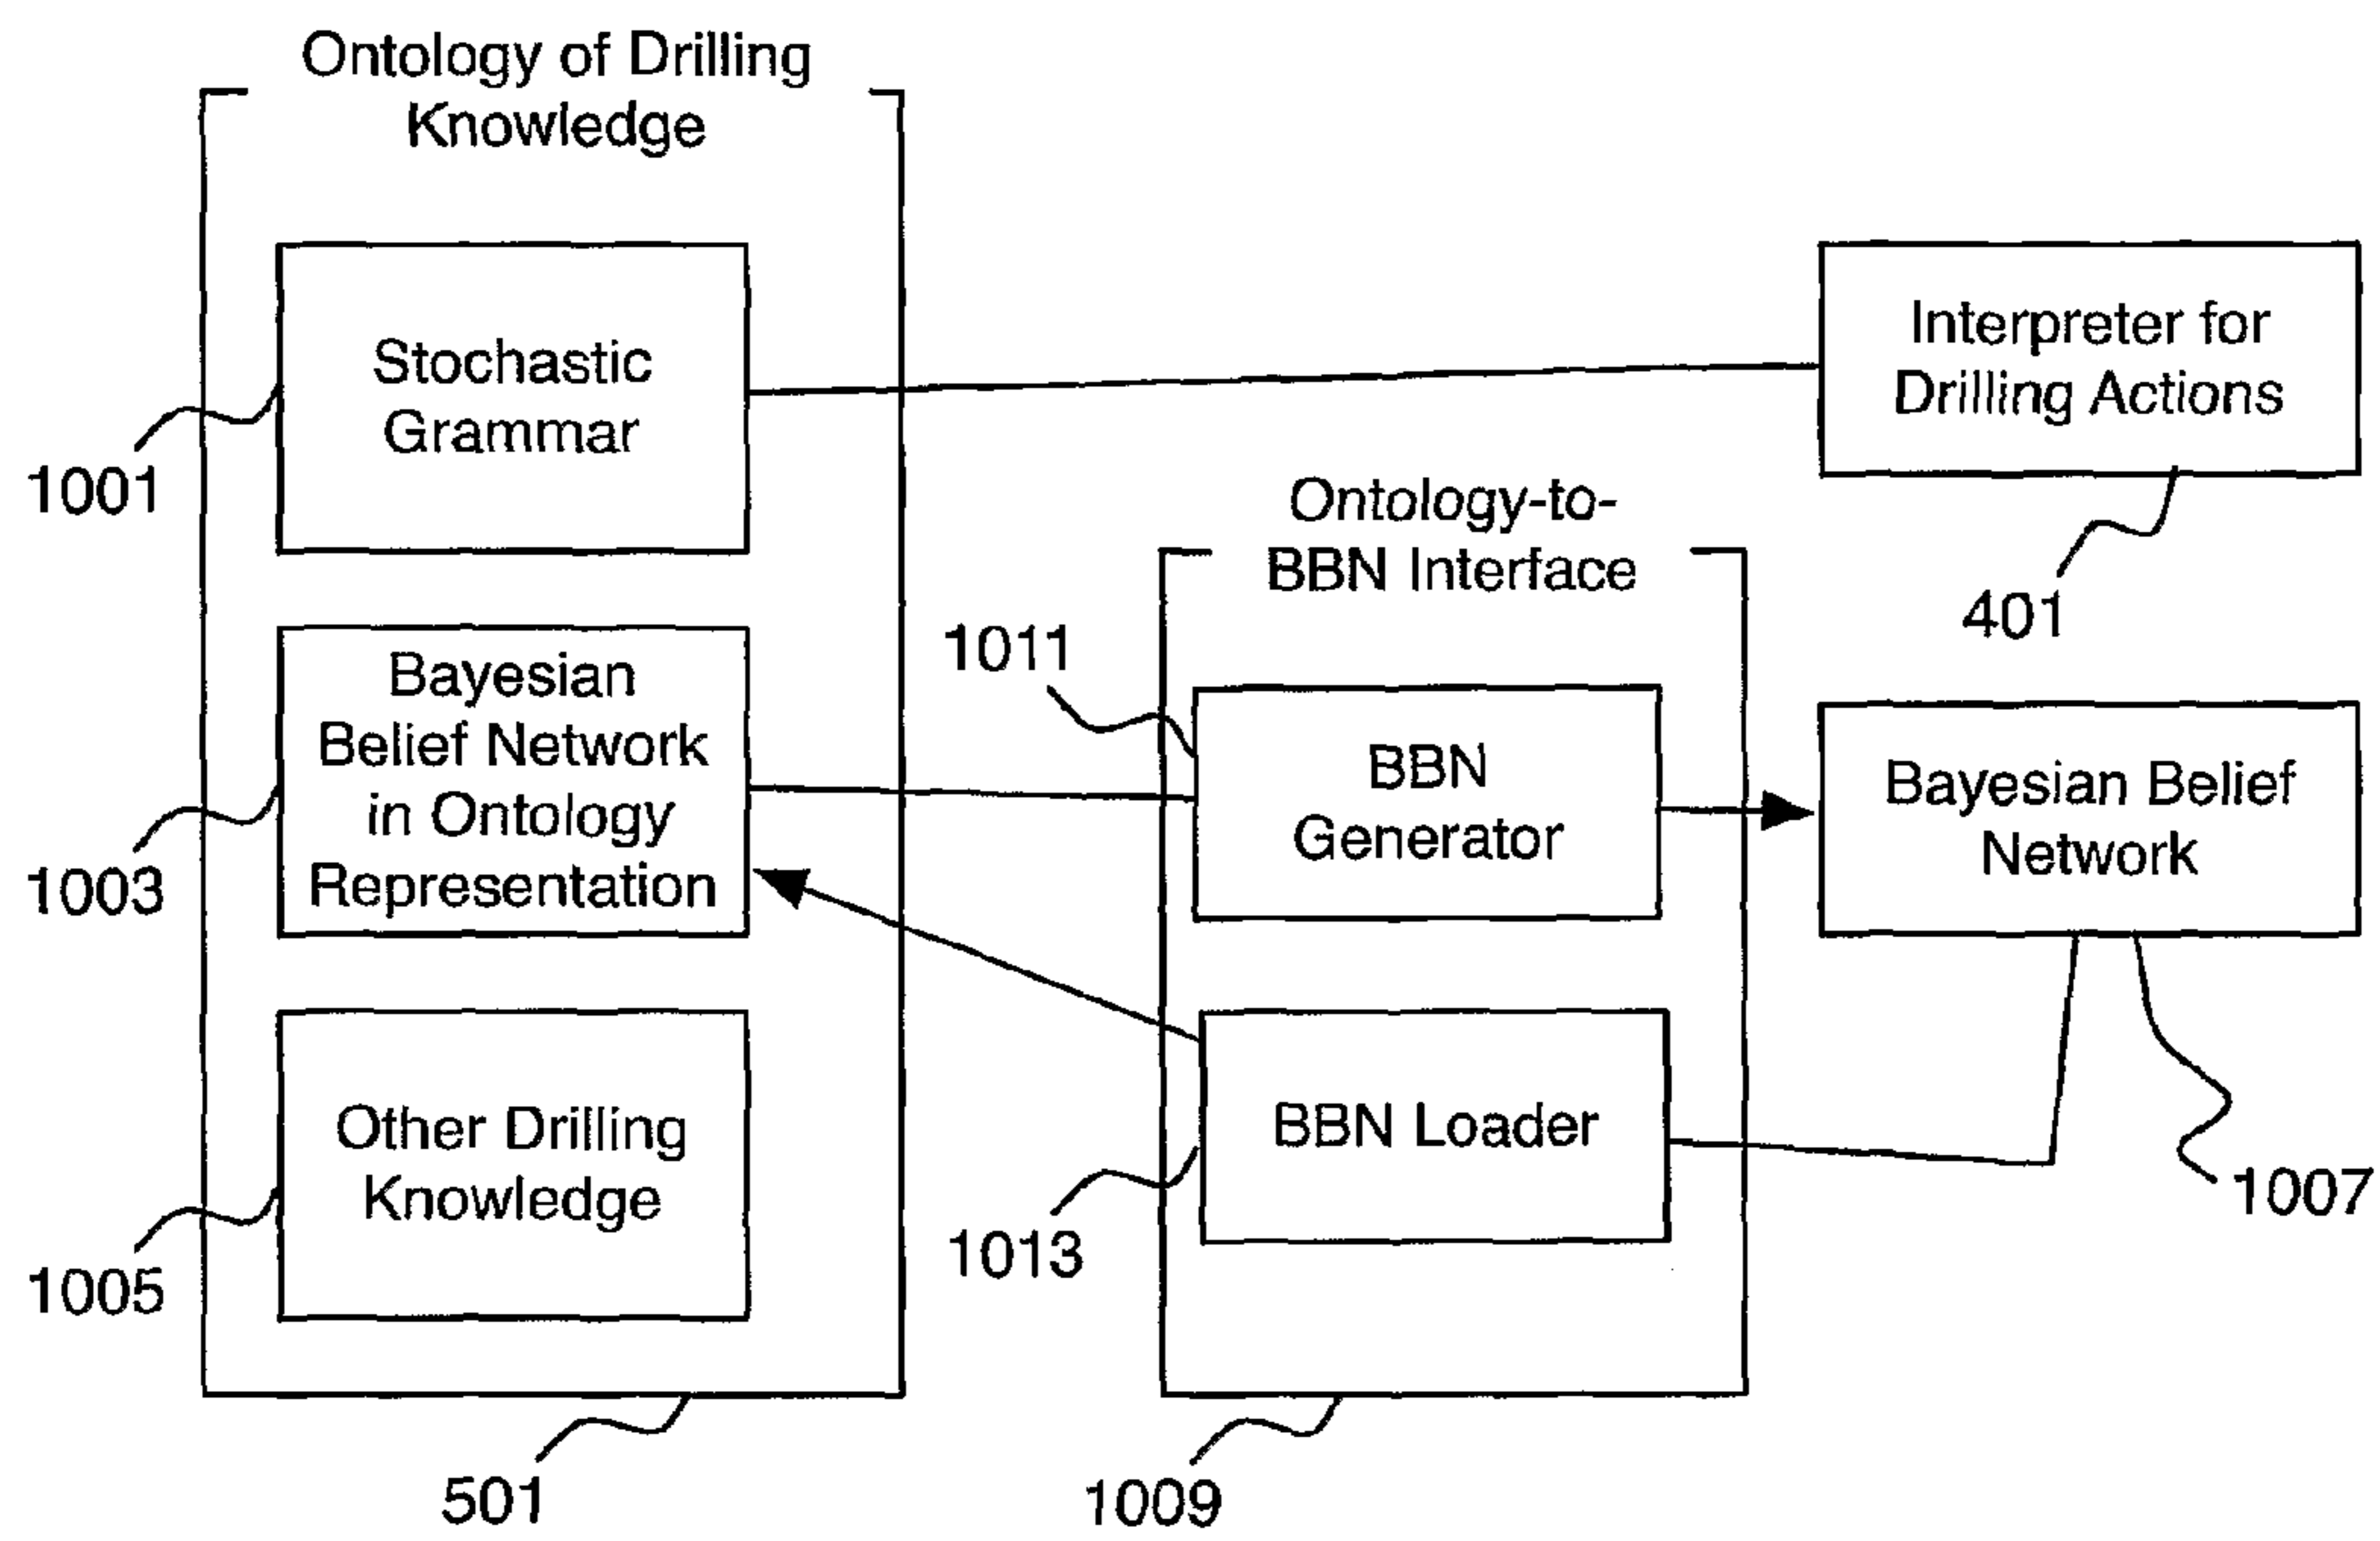 Ontology of Drilling
Knowledge
Stochastic
Grammar
1001
Interpreter for
Drilling Actions
401
Ontology-to-
BBN Interface
Bayesian
Belief Network
in Ontology
Representation
1003
1011
BBN
Generator
Bayesian Belief
Network
1007
Other Drilling
Knowledge
1005
BBN Loader
1013
501
1009